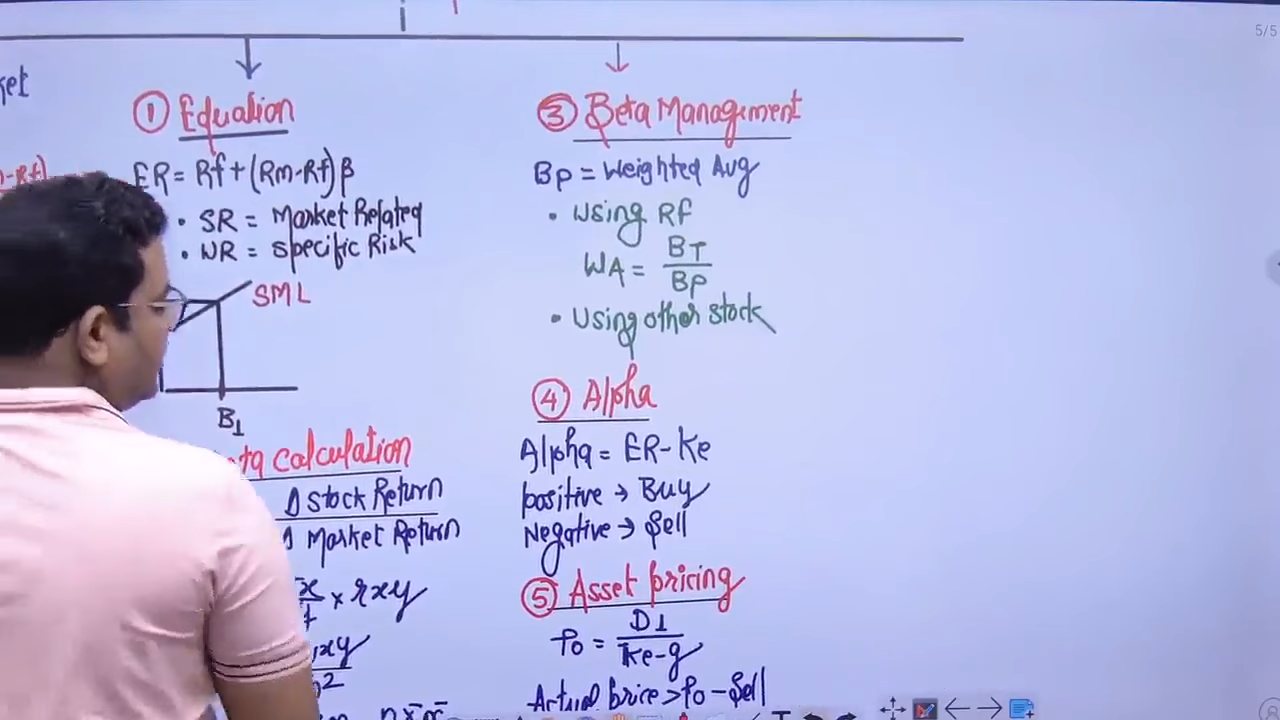 5/5
① Equation
ER = Rf + (Rm-Rf) β
• SR = Market Related
• UR = Specific Risk
SML
B1
calculation
Δ Stock Return
Δ Market Return
x rxy
③ Beta Management
Bp = Weighted Avg
• Using Rf
WA = BT
Bp
• Using other stock
④ Alpha
Alpha = ER - Ke
positive → Buy
Negative → Sell
⑤ Asset pricing
Po = D1
Ke-g
Actual price > Po - Sell